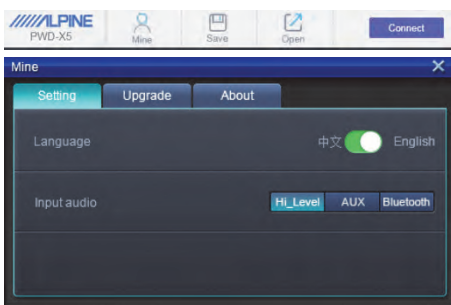 ALPINE
PWD-X5
Mine
Save
Open
Connect
Mine
Setting Upgrade About
Language 中文 English
Input audio Hi_Level AUX Bluetooth